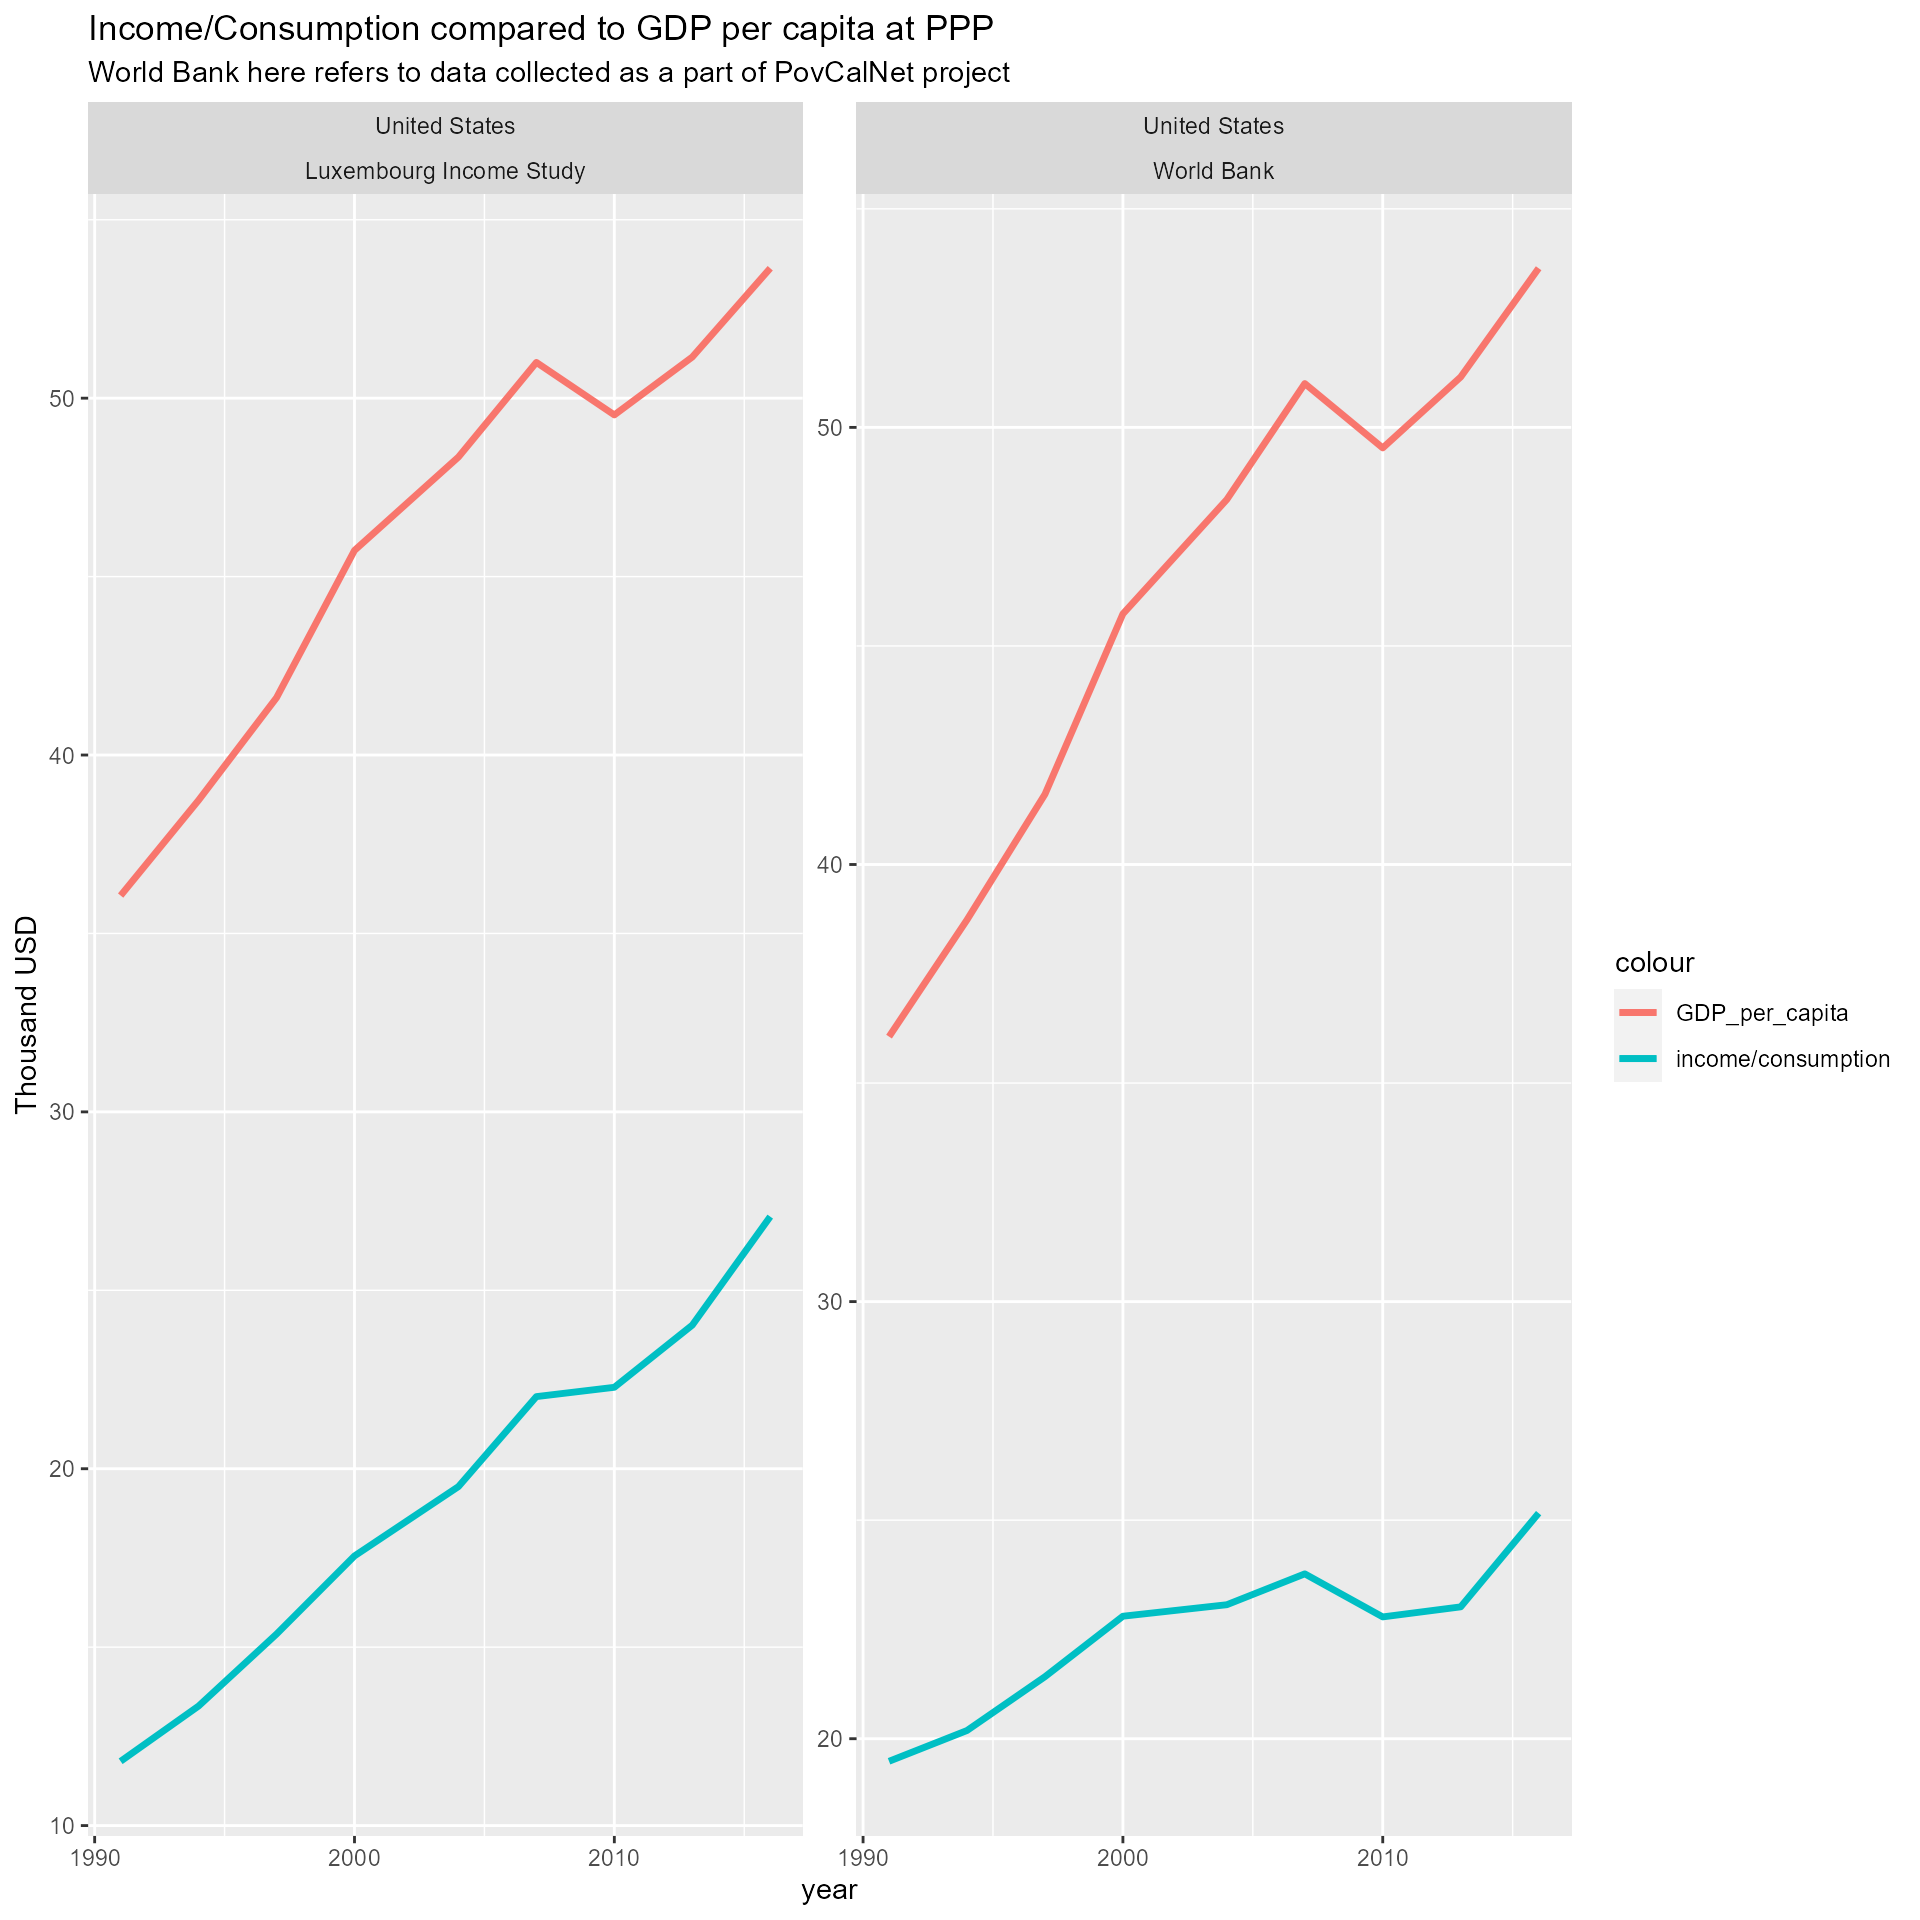 Income/Consumption compared to GDP per capita at PPP
World Bank here refers to data collected as a part of PovCalNet project
United States
Luxembourg Income Study
United States
World Bank
Thousand USD
50
40
30
20
10
50
40
30
20
1990
2000
2010
1990
2000
2010
year
colour
GDP_per_capita
income/consumption